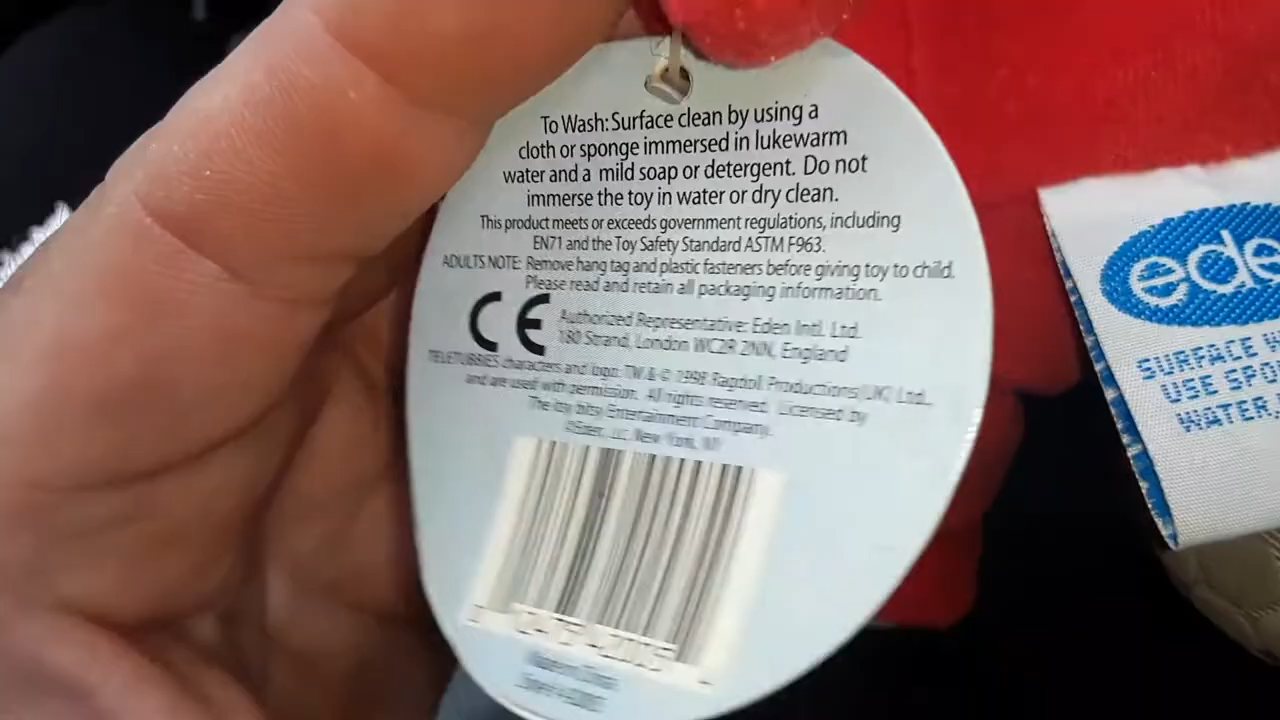 To Wash: Surface clean by using a
cloth or sponge immersed in lukewarm
water and a mild soap or detergent. Do not
immerse the toy in water or dry clean.
This product meets or exceeds government regulations, including
EN71 and the Toy Safety Standard ASTM F963.
ADULTS NOTE: Remove hang tag and plastic fasteners before giving toy to child.
Please read and retain all packaging information.
CE
Authorized Representative: Eden Intl. Ltd.
180 Strand, London WC2R 2NN, England
TELETUBBIES characters and logo: TM & © 1998 Ragdoll Productions (UK) Ltd.,
and are used with permission. All rights reserved. Licensed by
The itsy bitsy Entertainment Company.
New York, NY
ede
SURFACE
USE SPO
WATER,